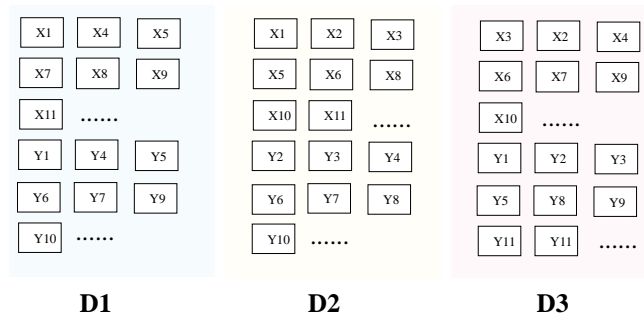 X1 X4 X5
X7 X8 X9
X11 ......
Y1 Y4 Y5
Y6 Y7 Y9
Y10 ......
D1
X1 X2 X3
X5 X6 X8
X10 X11 ......
Y2 Y3 Y4
Y6 Y7 Y8
Y10 ......
D2
X3 X2 X4
X6 X7 X9
X10 ......
Y1 Y2 Y3
Y5 Y8 Y9
Y11 Y11 ......
D3